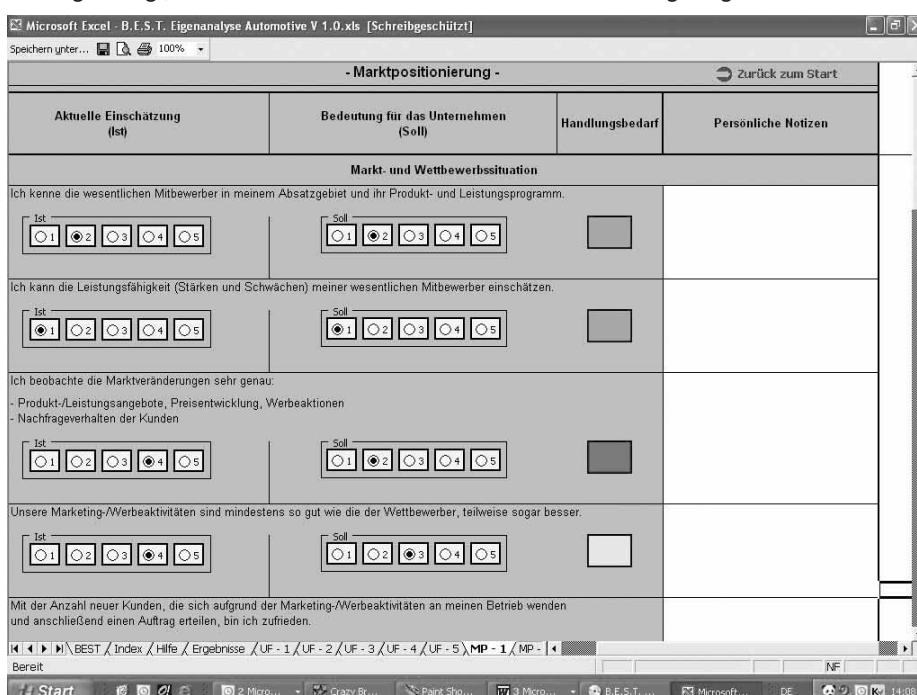 Microsoft Excel - B.E.S.T. Eigenanalyse Automotive V 1.0.xls [Schreibgeschützt]
Speichern unter... 100%
- Marktpositionierung - Zurück zum Start
Aktuelle Einschätzung
(Ist)
Bedeutung für das Unternehmen
(Soll)
Handlungsbedarf
Persönliche Notizen
Markt- und Wettbewerbssituation
Ich kenne die wesentlichen Mitbewerber in meinem Absatzgebiet und ihr Produkt- und Leistungsprogramm.
Ist Soll
1 2 3 4 5 1 2 3 4 5
Ich kann die Leistungsfähigkeit (Stärken und Schwächen) meiner wesentlichen Mitbewerber einschätzen.
Ist Soll
1 2 3 4 5 1 2 3 4 5
Ich beobachte die Marktveränderungen sehr genau:
- Produkt-/Leistungsangebote, Preisentwicklung, Werbeaktionen
- Nachfrageverhalten der Kunden
Ist Soll
1 2 3 4 5 1 2 3 4 5
Unsere Marketing-/Werbeaktivitäten sind mindestens so gut wie die der Wettbewerber, teilweise sogar besser.
Ist Soll
1 2 3 4 5 1 2 3 4 5
Mit der Anzahl neuer Kunden, die sich aufgrund der Marketing-/Werbeaktivitäten an meinen Betrieb wenden
und anschließend einen Auftrag erteilen, bin ich zufrieden.
BEST / Index / Hilfe / Ergebnisse / UF - 1 / UF - 2 / UF - 3 / UF - 4 / UF - 5 \ MP - 1 / MP -
Bereit NF
Start 2 Micro... Crazy Br... Paint Sho... 3 Micro... B.E.S.T. ... Microsoft... DE 14:09